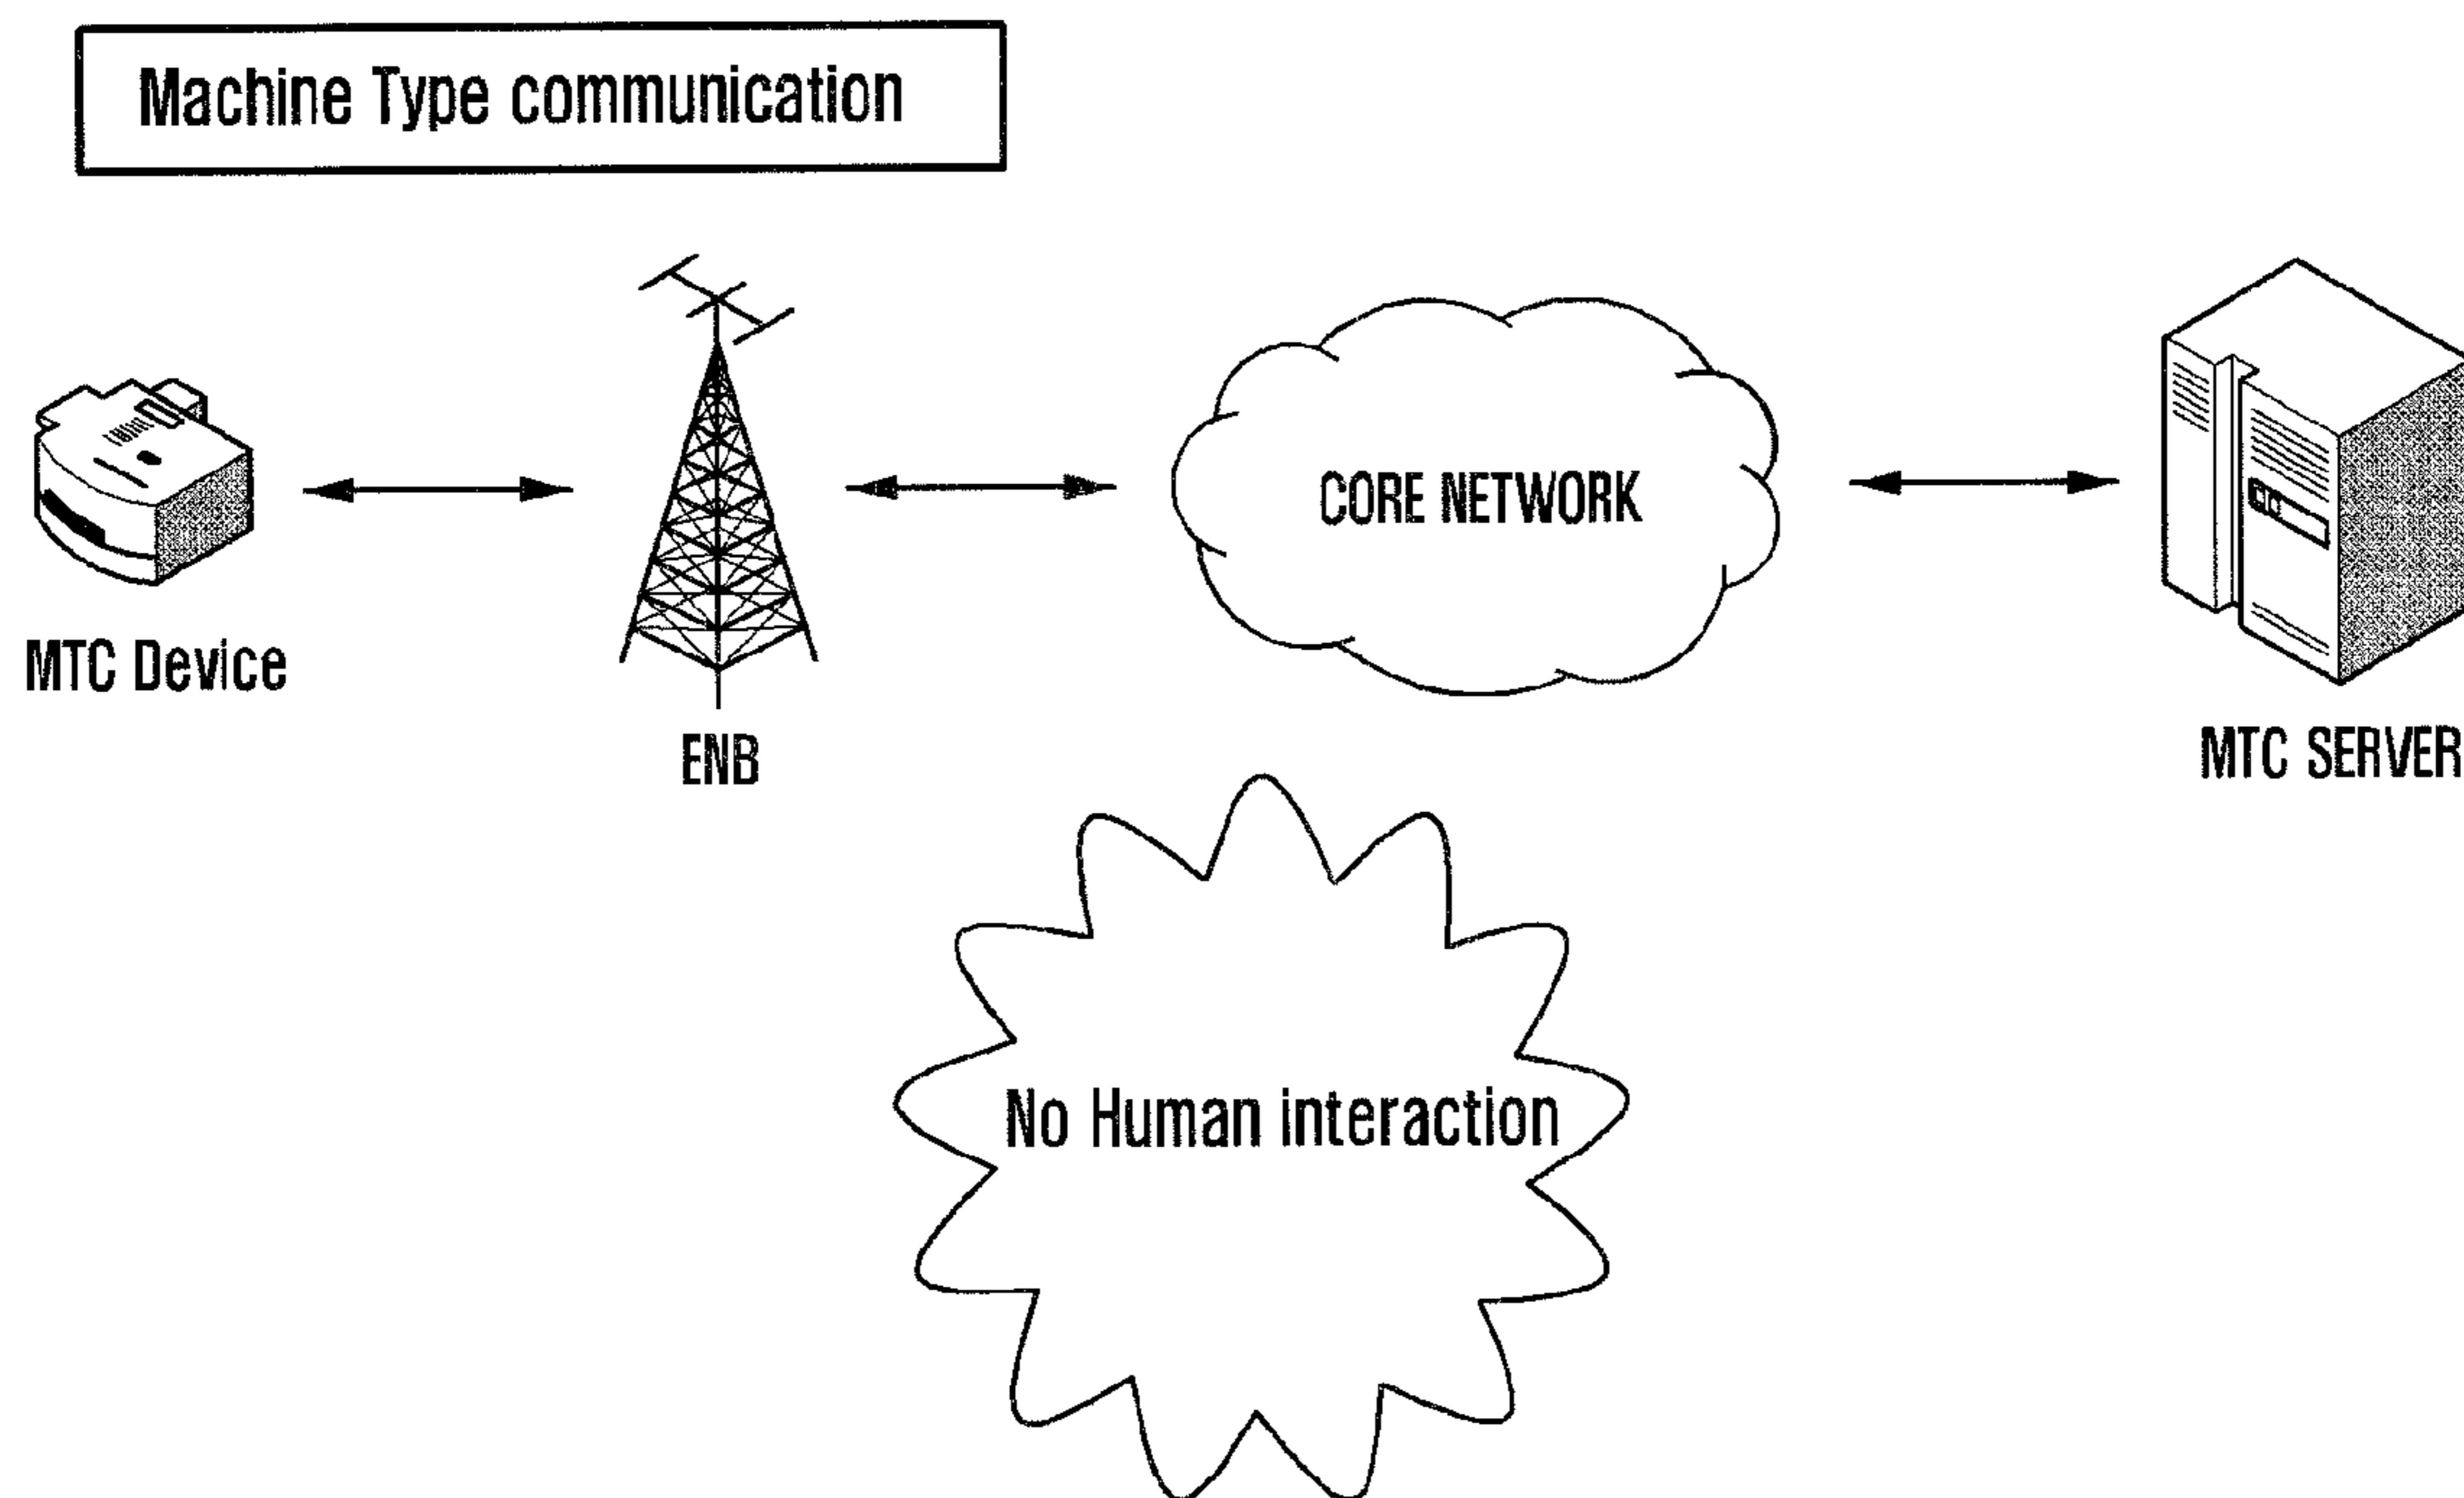 Machine Type communication
CORE NETWORK
MTC Device
ENB
MTC SERVER
No Human interaction